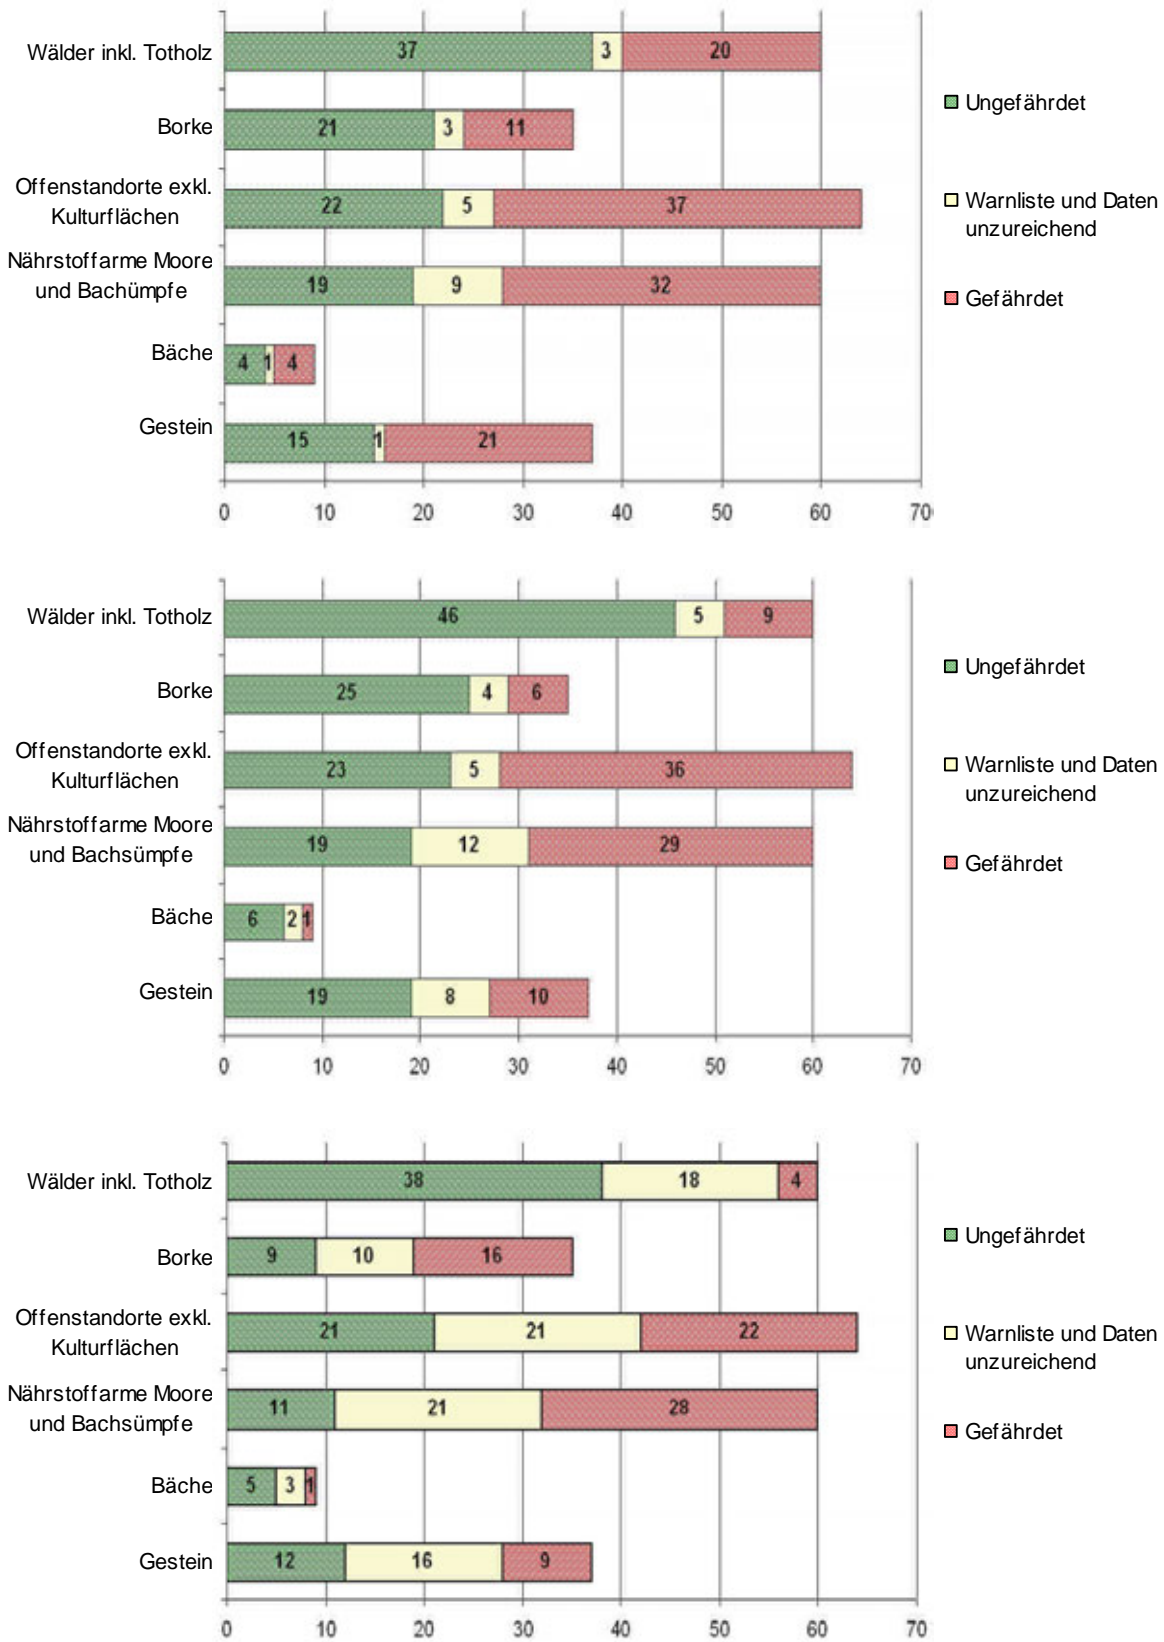 Wälder inkl. Totholz
37 3 20
Borke
21 3 11
Offenstandorte exkl.
Kulturflächen
22 5 37
Nährstoffarme Moore
und Bachümpfe
19 9 32
Bäche
4 1 4
Gestein
15 1 21
0 10 20 30 40 50 60 70
Ungefährdet
Warnliste und Daten
unzureichend
Gefährdet
Wälder inkl. Totholz
46 5 9
Borke
25 4 6
Offenstandorte exkl.
Kulturflächen
23 5 36
Nährstoffarme Moore
und Bachsümpfe
19 12 29
Bäche
6 2 1
Gestein
19 8 10
0 10 20 30 40 50 60 70
Ungefährdet
Warnliste und Daten
unzureichend
Gefährdet
Wälder inkl. Totholz
38 18 4
Borke
9 10 16
Offenstandorte exkl.
Kulturflächen
21 21 22
Nährstoffarme Moore
und Bachsümpfe
11 21 28
Bäche
5 3 1
Gestein
12 16 9
0 10 20 30 40 50 60 70
Ungefährdet
Warnliste und Daten
unzureichend
Gefährdet